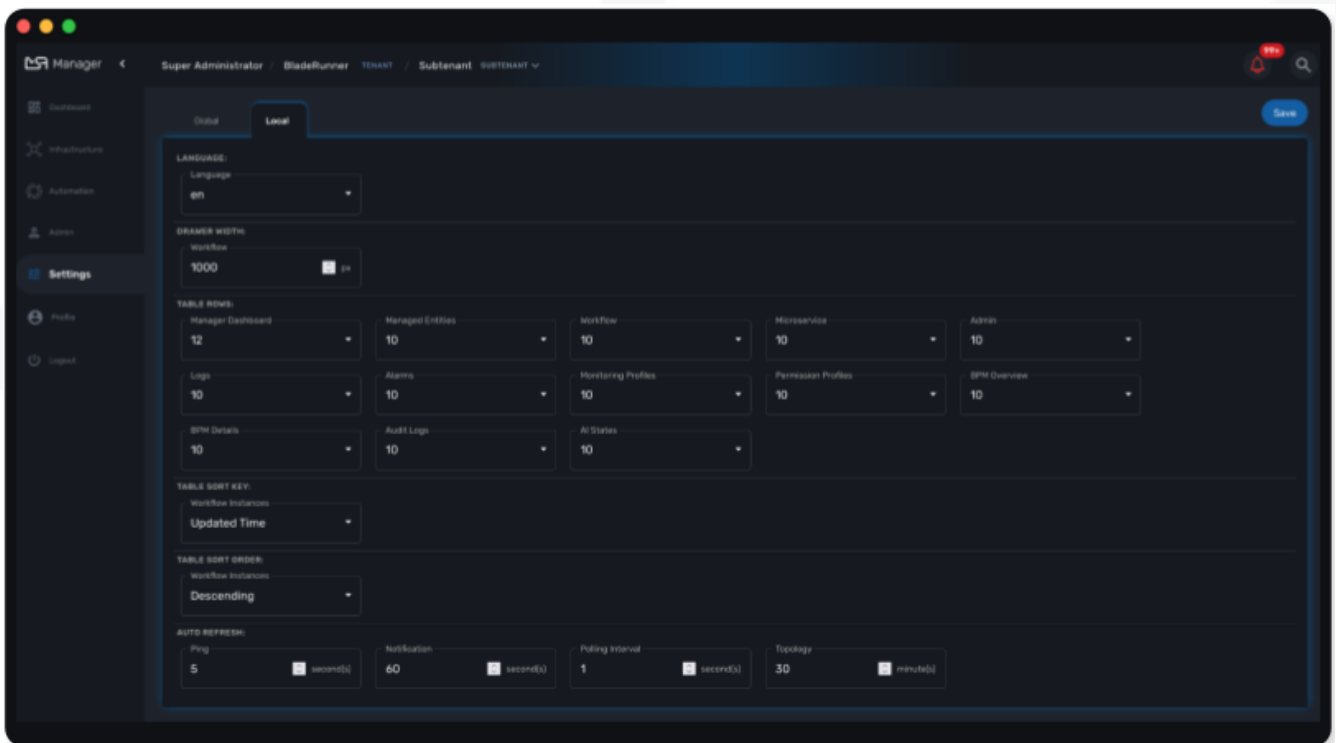 MSA Manager
99+
Super Administrator / BladeRunner TENANT / Subtenant SUBTENANT
Dashboard
Global
Local
Save
Infrastructure
Automation
Admin
Settings
Profile
Logout
LANGUAGE:
Language
en
DRAWER WIDTH:
Workflow
1000 px
TABLE ROWS:
Manager Dashboard Managed Entities Workflow Microservice Admin
12 10 10 10 10
Logs Alarms Monitoring Profiles Permission Profiles BPM Overview
10 10 10 10 10
BPM Details Audit Logs AI States
10 10 10
TABLE SORT KEY:
Workflow Instances
Updated Time
TABLE SORT ORDER:
Workflow Instances
Descending
AUTO REFRESH:
Ping Notification Polling Interval Topology
5 second(s) 60 second(s) 1 second(s) 30 minute(s)